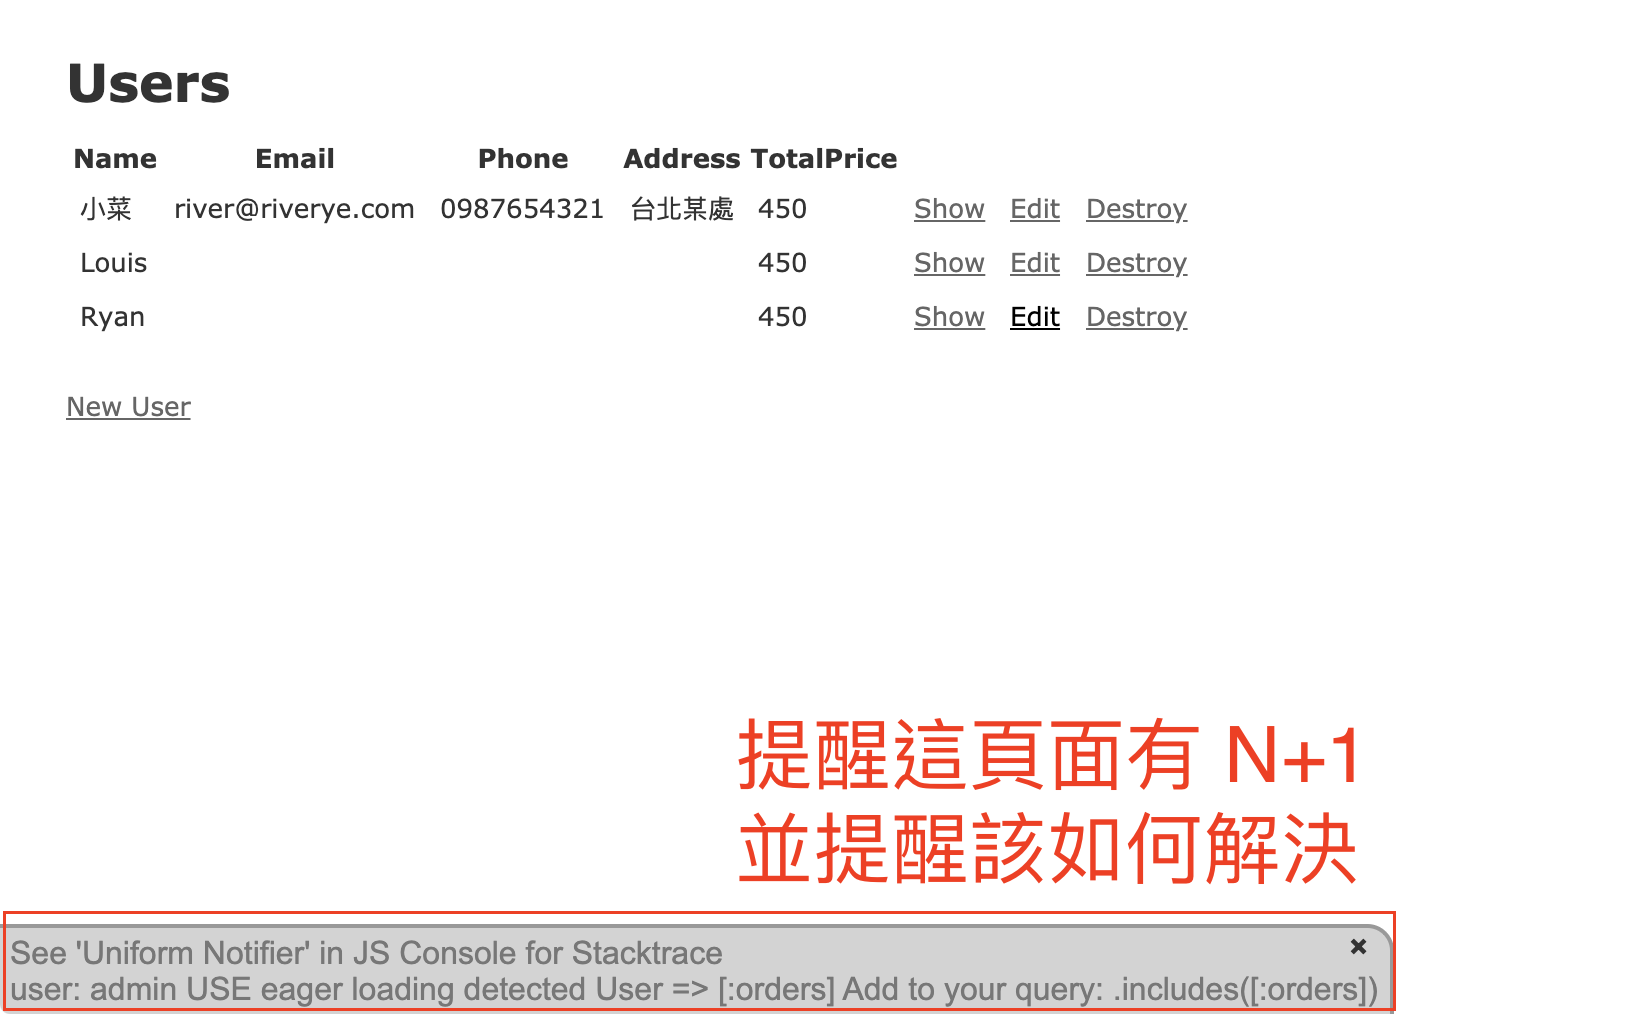 Users
Name Email Phone Address TotalPrice
小菜 river@riverye.com 0987654321 台北某處 450 Show Edit Destroy
Louis 450 Show Edit Destroy
Ryan 450 Show Edit Destroy
New User
提醒這頁面有 N+1
並提醒該如何解決
See 'Uniform Notifier' in JS Console for Stacktrace
user: admin USE eager loading detected User => [:orders] Add to your query: .includes([:orders])